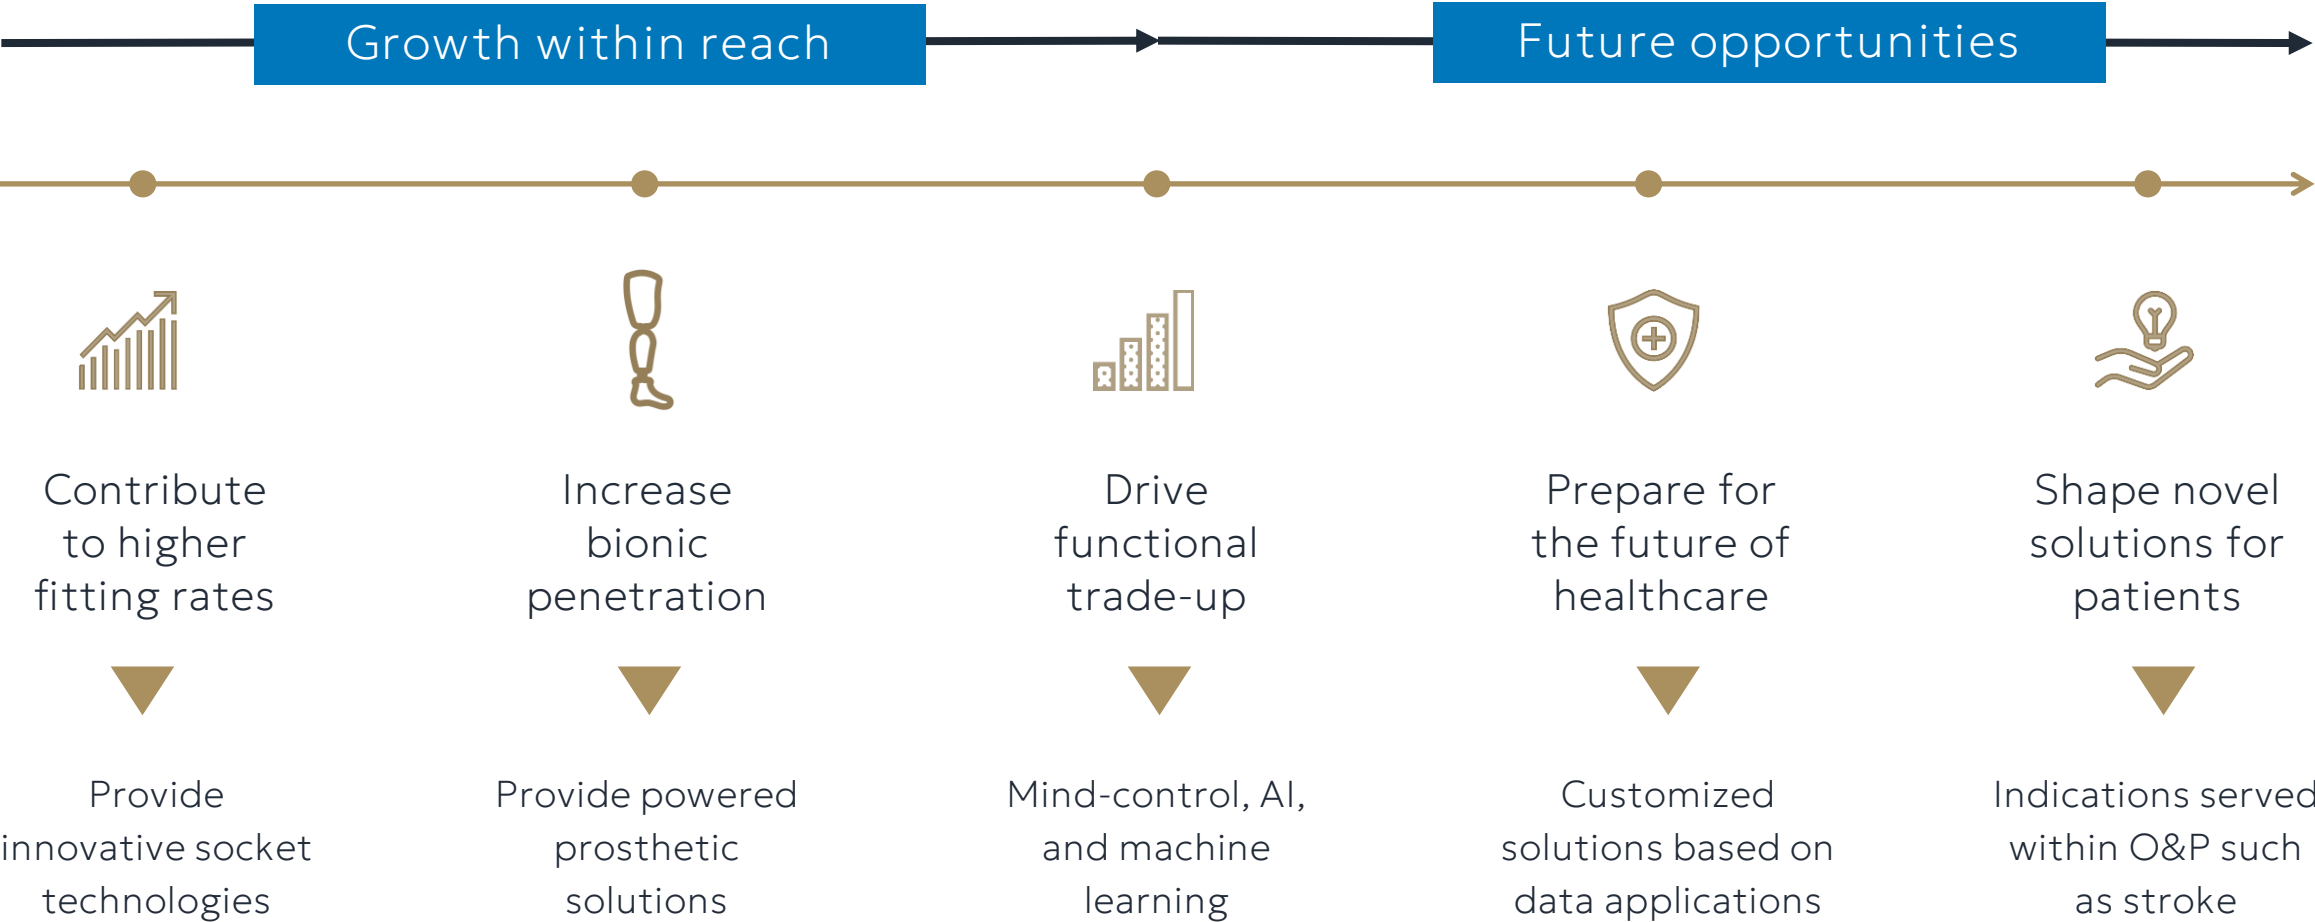 Growth within reach
Future opportunities
Contribute
to higher
fitting rates
Increase
bionic
penetration
Drive
functional
trade-up
Prepare for
the future of
healthcare
Shape novel
solutions for
patients
Provide
innovative socket
technologies
Provide powered
prosthetic
solutions
Mind-control, AI,
and machine
learning
Customized
solutions based on
data applications
Indications served
within O&P such
as stroke